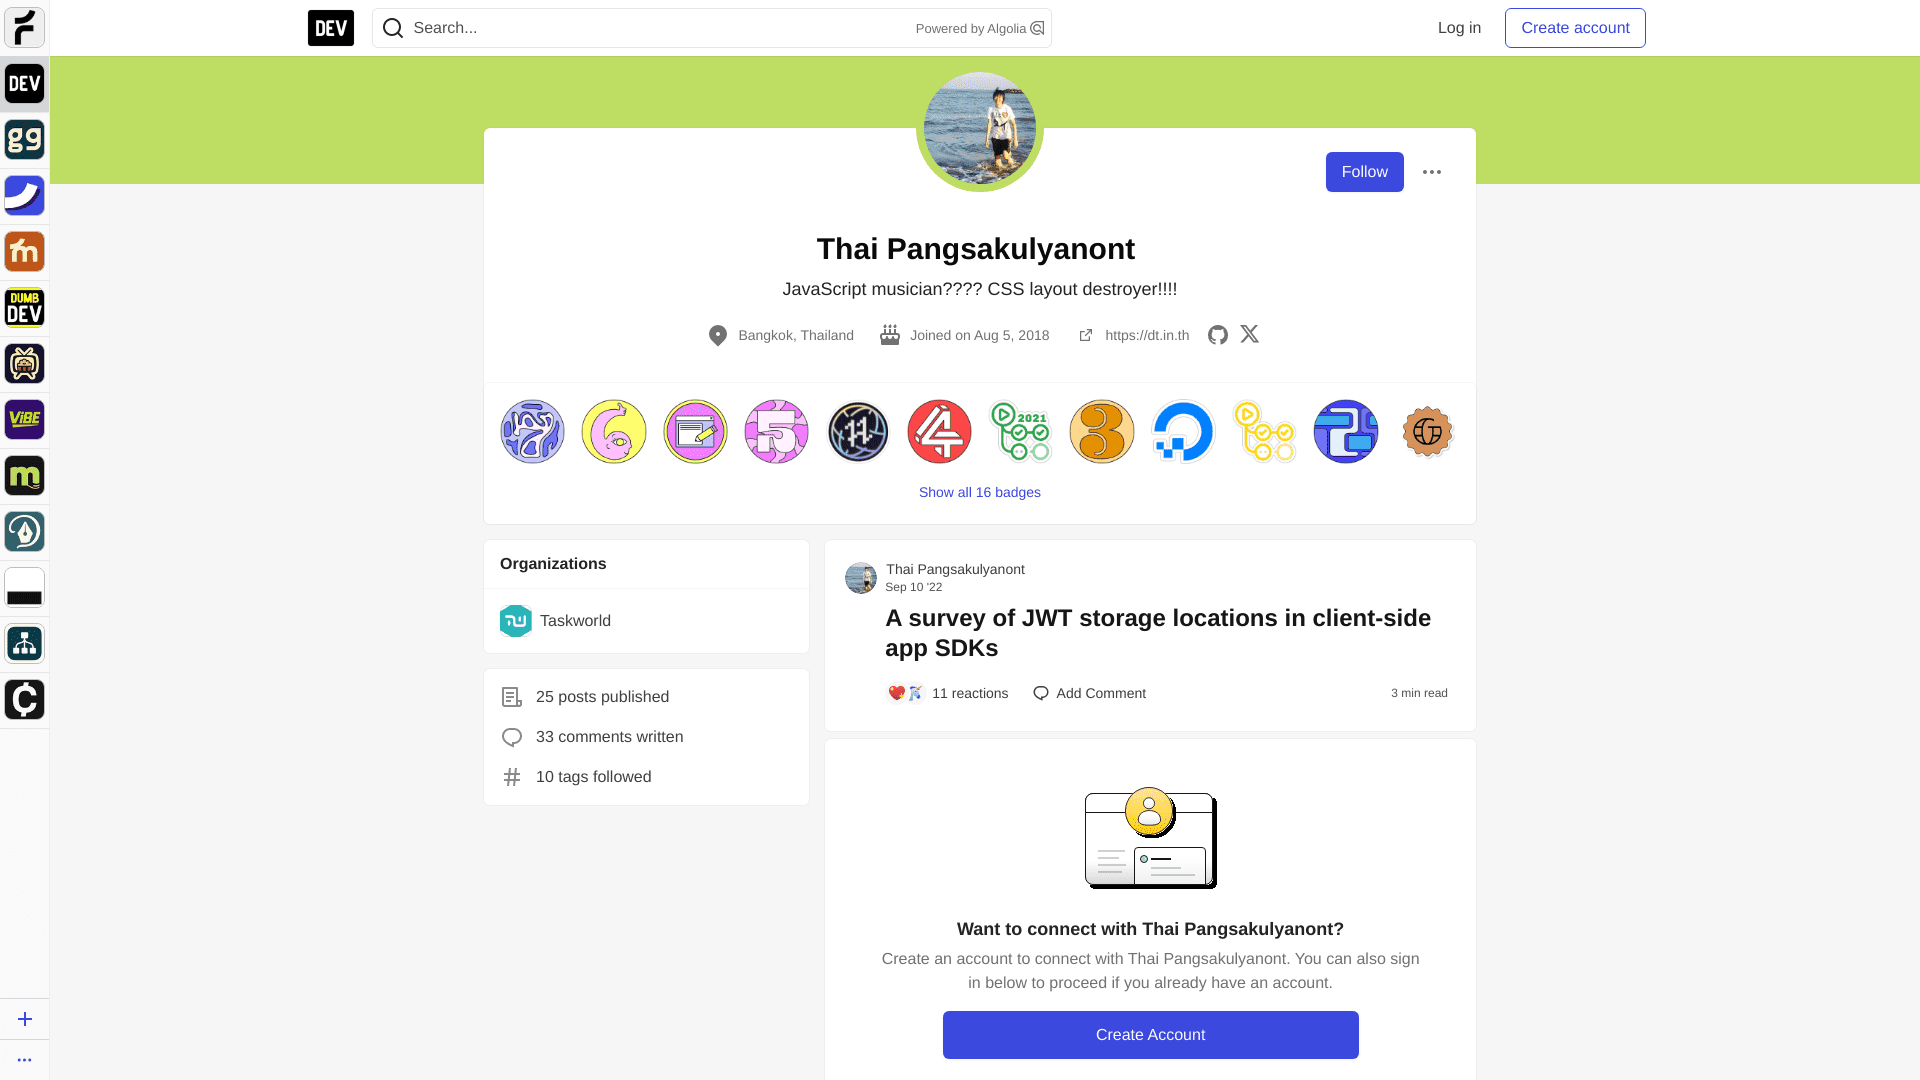 DEV
Search...
Powered by Algolia
Log in
Create account
DEV
gg
m
DUMB
DEV
ViBE
m
Follow
Thai Pangsakulyanont
JavaScript musician???? CSS layout destroyer!!!!
Bangkok, Thailand
Joined on Aug 5, 2018
https://dt.in.th
6
5
4
2021
3
2
Show all 16 badges
Organizations
Taskworld
25 posts published
33 comments written
10 tags followed
Thai Pangsakulyanont
Sep 10 '22
A survey of JWT storage locations in client-side
app SDKs
11 reactions
Add Comment
3 min read
Want to connect with Thai Pangsakulyanont?
Create an account to connect with Thai Pangsakulyanont. You can also sign
in below to proceed if you already have an account.
Create Account